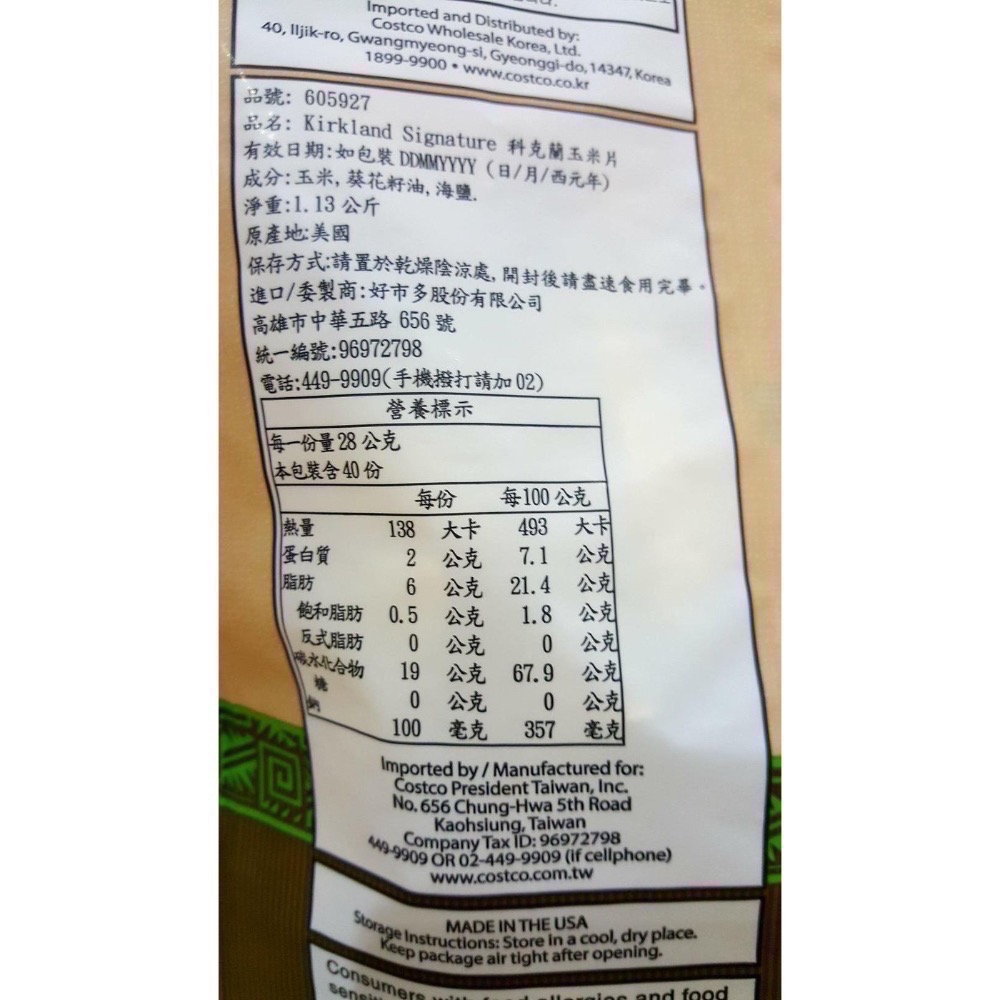 Imported and Distributed by:
Costco Wholesale Korea, Ltd.
40, Iljik-ro, Gwangmyeong-si, Gyeonggi-do, 14347, Korea
1899-9900 • www.costco.co.kr
品號: 605927
品名: Kirkland Signature 科克蘭玉米片
有效日期:如包裝 DDMMYYYY (日/月/西元年)
成分:玉米, 葵花籽油, 海鹽.
淨重:1.13 公斤
原產地:美國
保存方式:請置於乾燥陰涼處, 開封後請盡速食用完畢。
進口/委製商:好市多股份有限公司
高雄市中華五路 656 號
統一編號:96972798
電話:449-9909(手機撥打請加 02)
營養標示
每一份量 28 公克
本包裝含 40 份
每份 每 100 公克
熱量 138 大卡 493 大卡
蛋白質 2 公克 7.1 公克
脂肪 6 公克 21.4 公克
飽和脂肪 0.5 公克 1.8 公克
反式脂肪 0 公克 0 公克
碳水化合物 19 公克 67.9 公克
糖 0 公克 0 公克
鈉 100 毫克 357 毫克
Imported by / Manufactured for:
Costco President Taiwan, Inc.
No. 656 Chung-Hwa 5th Road
Kaohsiung, Taiwan
Company Tax ID: 96972798
449-9909 OR 02-449-9909 (if cellphone)
www.costco.com.tw
MADE IN THE USA
Storage Instructions: Store in a cool, dry place.
Keep package air tight after opening.
Consumers with food allergies and food